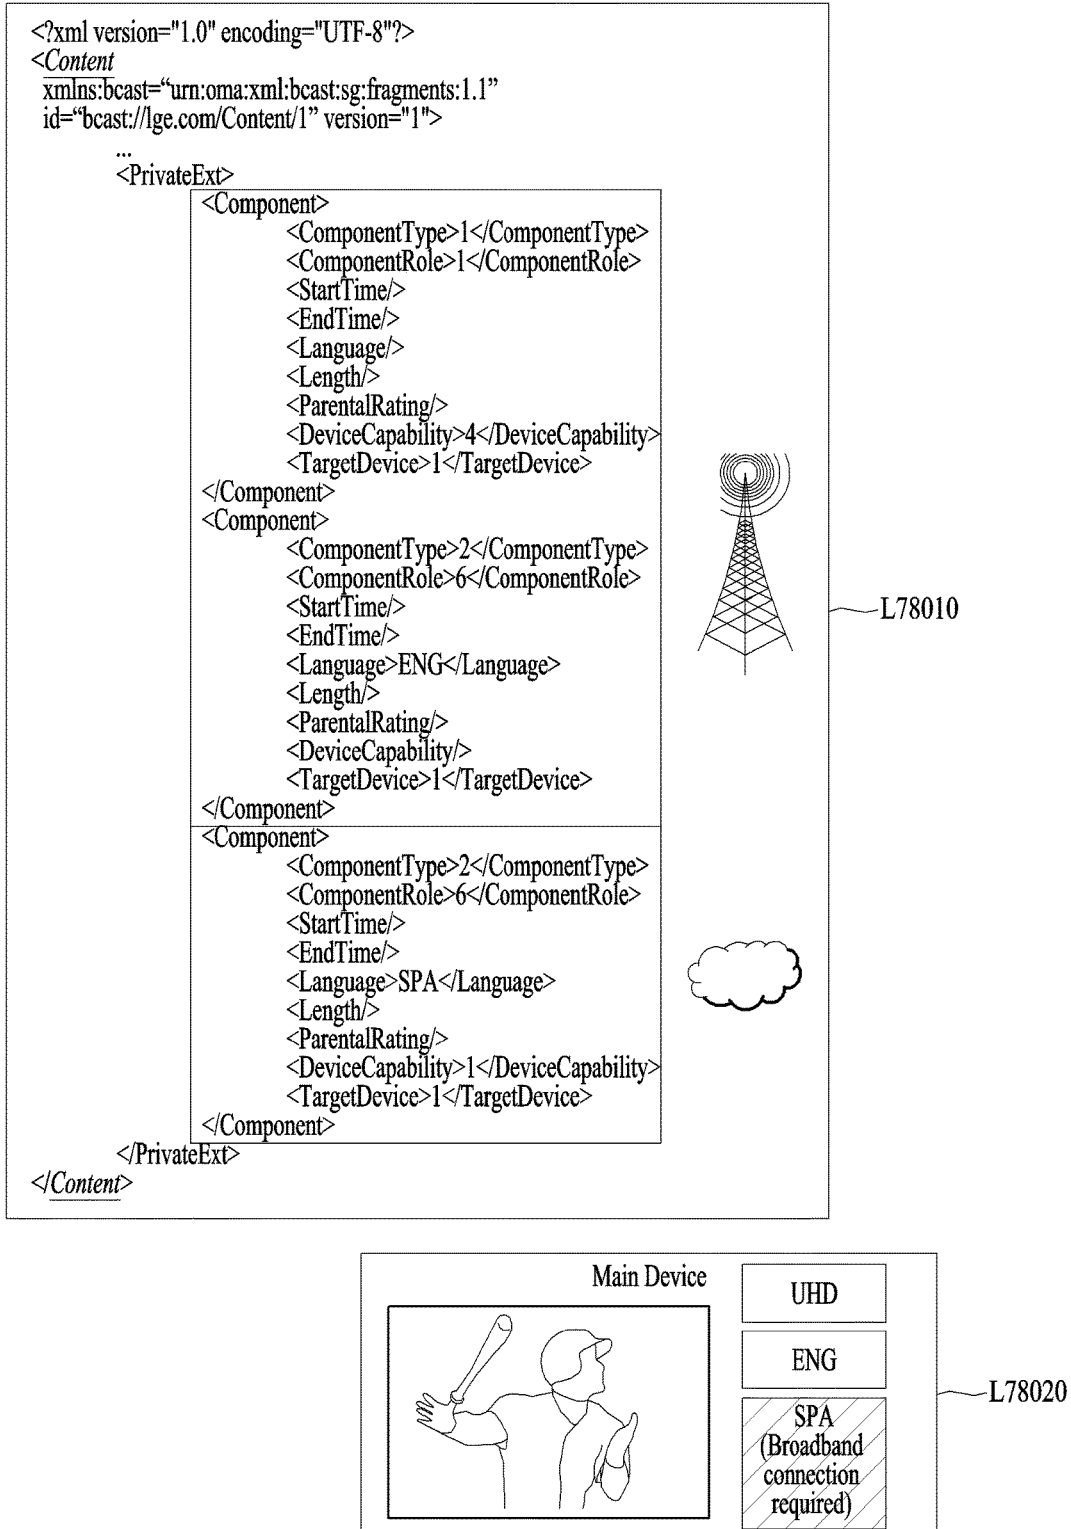 <?xml version="1.0" encoding="UTF-8"?>
<Content
xmlns:bcast=“urn:oma:xml:bcast:sg:fragments:1.1”
id=“bcast://lge.com/Content/1” version="1">
...
<PrivateExt>
<Component>
<ComponentType>1</ComponentType>
<ComponentRole>1</ComponentRole>
<StartTime/>
<EndTime/>
<Language/>
<Length/>
<ParentalRating/>
<DeviceCapability>4</DeviceCapability>
<TargetDevice>1</TargetDevice>
</Component>
<Component>
<ComponentType>2</ComponentType>
<ComponentRole>6</ComponentRole>
<StartTime/>
<EndTime/>
<Language>ENG</Language>
<Length/>
<ParentalRating/>
<DeviceCapability/>
<TargetDevice>1</TargetDevice>
</Component>
<Component>
<ComponentType>2</ComponentType>
<ComponentRole>6</ComponentRole>
<StartTime/>
<EndTime/>
<Language>SPA</Language>
<Length/>
<ParentalRating/>
<DeviceCapability>1</DeviceCapability>
<TargetDevice>1</TargetDevice>
</Component>
</PrivateExt>
</Content>
L78010
Main Device
UHD
ENG
SPA
(Broadband
connection
required)
L78020